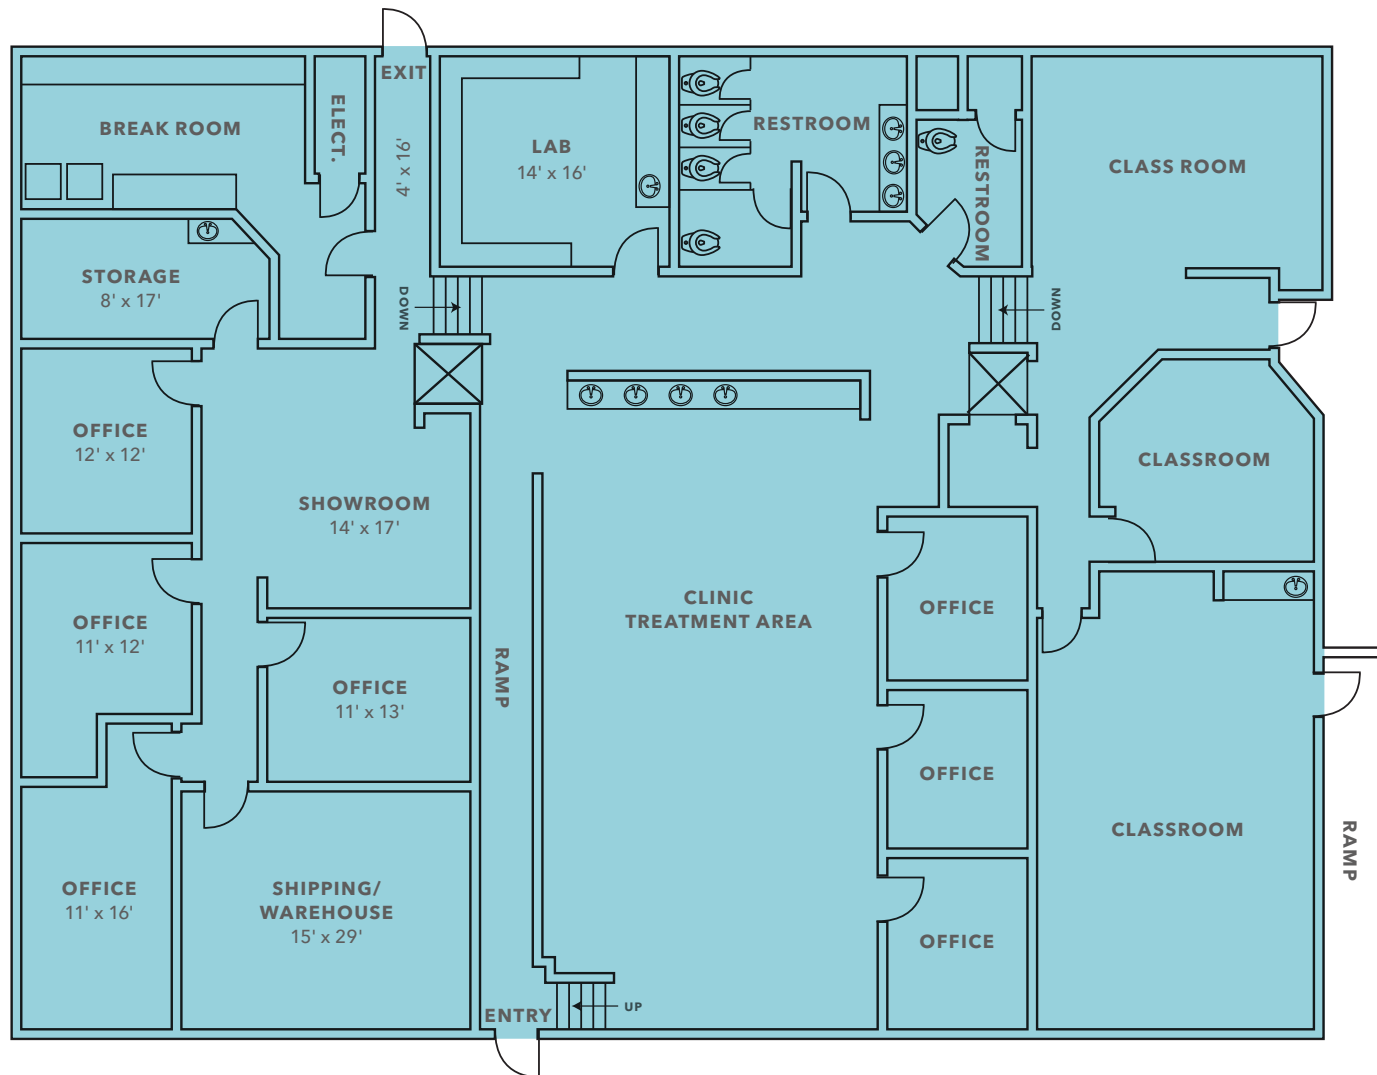 EXIT
4' x 16'
ELECT.
BREAK ROOM
LAB
14' x 16'
RESTROOM
RESTROOM
CLASS ROOM
STORAGE
8' x 17'
DOWN
DOWN
OFFICE
12' x 12'
SHOWROOM
14' x 17'
CLASSROOM
OFFICE
11' x 12'
OFFICE
11' x 13'
RAMP
CLINIC
TREATMENT AREA
OFFICE
OFFICE
OFFICE
CLASSROOM
RAMP
OFFICE
11' x 16'
SHIPPING/
WAREHOUSE
15' x 29'
ENTRY
UP